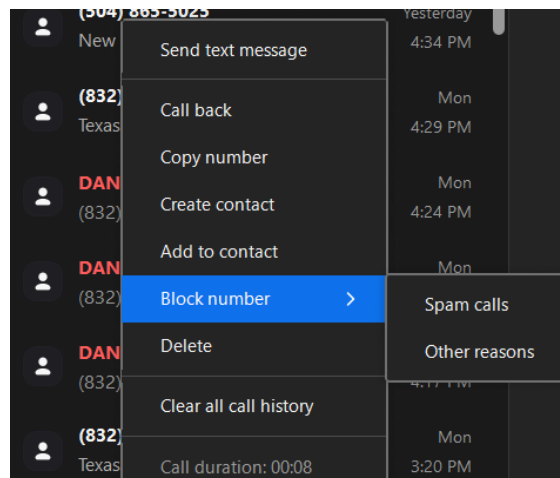 (504) 865-5025
Yesterday
New
4:34 PM
Send text message
(832)
Mon
Texas
4:29 PM
Call back
Copy number
DAN
Mon
(832)
4:24 PM
Create contact
Add to contact
DAN
Mon
(832)
Block number
Spam calls
Other reasons
DAN
Delete
(832)
4:17 PM
Clear all call history
(832)
Mon
Texas
3:20 PM
Call duration: 00:08